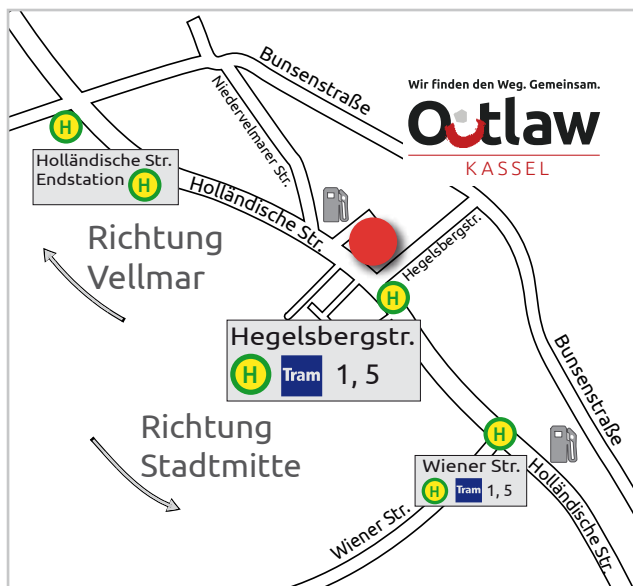 Wir finden den Weg. Gemeinsam.
Outlaw
KASSEL
Bunsenstraße
Niedervelmarer Str.
H
Holländische Str.
Endstation H
Holländische Str.
Hegelsbergstr.
Richtung
Vellmar
H
Hegelsbergstr.
H Tram 1, 5
Bunsenstraße
Richtung
Stadtmitte
H
Wiener Str.
H Tram 1, 5
Holländische Str.
Wiener Str.